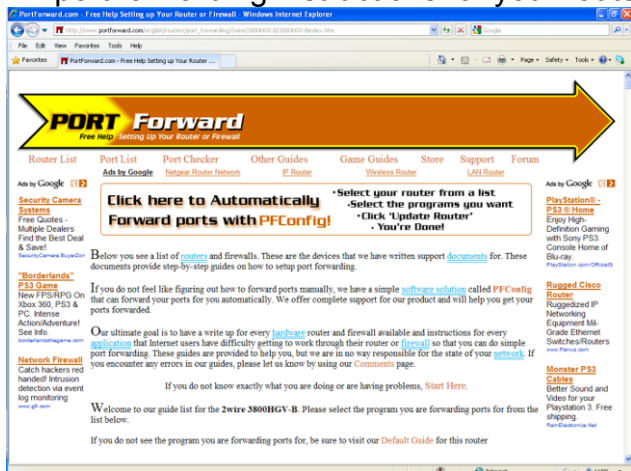 PortForward.com - Free Help Setting Up Your Router or Firewall - Windows Internet Explorer
Google
File Edit View Favorites Tools Help
Favorites PortForward.com - Free Help Setting Up Your Router ...
Page Safety Tools
PORT Forward
Free Help Setting Up Your Router or Firewall
Router List Port List Port Checker Other Guides Game Guides Store Support Forum
Ads by Google Netgear Router Network IP Router Wireless Router LAN Router
Ads by Google
Security Camera
Systems
Free Quotes -
Multiple Dealers
Find the Best Deal
& Save!
SecurityCamera.BuyerZon
"Borderlands"
PS3 Game
New FPS/RPG On
Xbox 360, PS3 &
PC. Intense
Action/Adventure!
See Info.
borderlandsthegame.com
Network Firewall
Catch hackers red
handed! Intrusion
detection via event
log monitoring
www.gfi.com
Click here to Automatically
Forward ports with PFConfig!
•Select your router from a list
•Select the programs you want
•Click 'Update Router'
• You're Done!
Below you see a list of routers and firewalls. These are the devices that we have written support documents for. These
documents provide step-by-step guides on how to setup port forwarding.
If you do not feel like figuring out how to forward ports manually, we have a simple software solution called PFConfig
that can forward your ports for you automatically. We offer complete support for our product and will help you get your
ports forwarded.
Our ultimate goal is to have a write up for every hardware router and firewall available and instructions for every
application that Internet users have difficulty getting to work through their router or firewall so that you can do simple
port forwarding. These guides are provided to help you, but we are in no way responsible for the state of your network. If
you encounter any errors in our guides, please let us know by using our Comments page.
If you do not know exactly what you are doing or are having problems, Start Here.
Welcome to our guide list for the 2wire 3800HGV-B. Please select the program you are forwarding ports for from the
list below.
If you do not see the program you are forwarding ports for, be sure to visit our Default Guide for this router
Ads by Google
PlayStation® -
PS3 ® Home
Enjoy High-
Definition Gaming
with Sony PS3.
Console Home of
Blu-ray.
PlayStation.com/OfficialS
Rugged Cisco
Router
Ruggedized IP
Networking
Equipment Mil-
Grade Ethernet
Switches/Routers
Monster PS3
Cables
Better Sound and
Video for your
Playstation 3. Free
shipping.
RamElectronics.Net